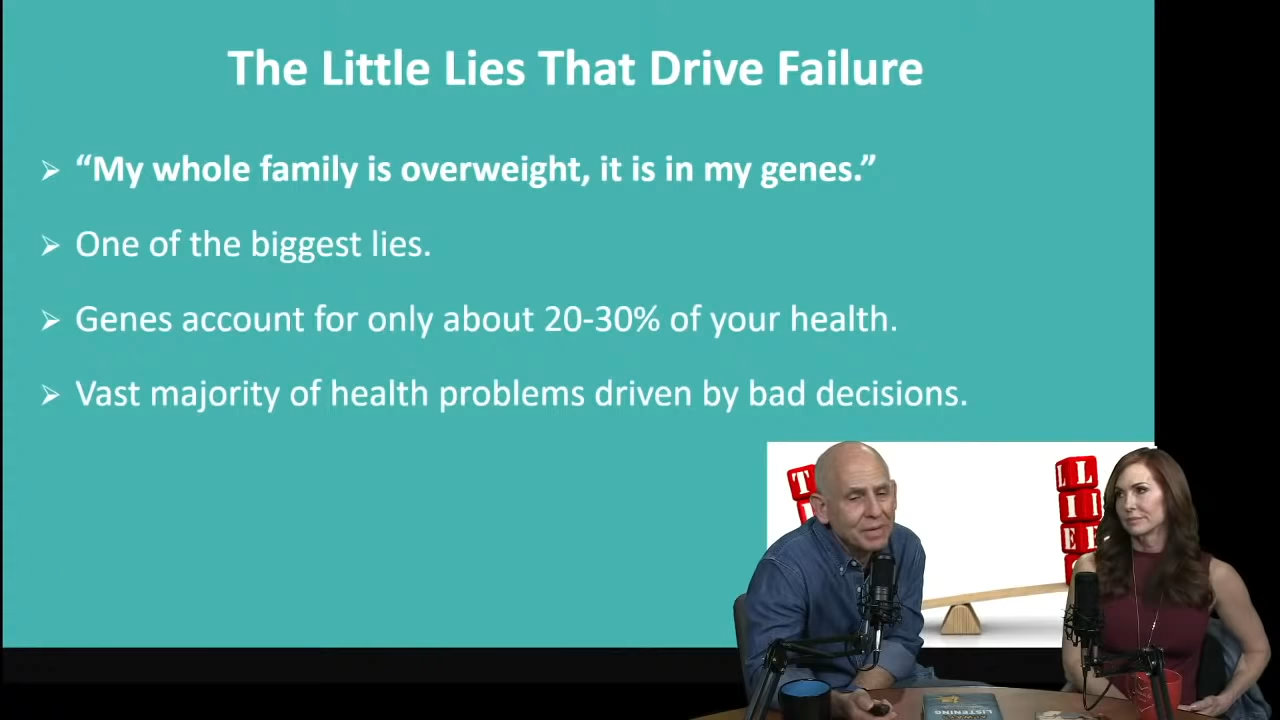 The Little Lies That Drive Failure
“My whole family is overweight, it is in my genes.”
One of the biggest lies.
Genes account for only about 20-30% of your health.
Vast majority of health problems driven by bad decisions.
LISTENING